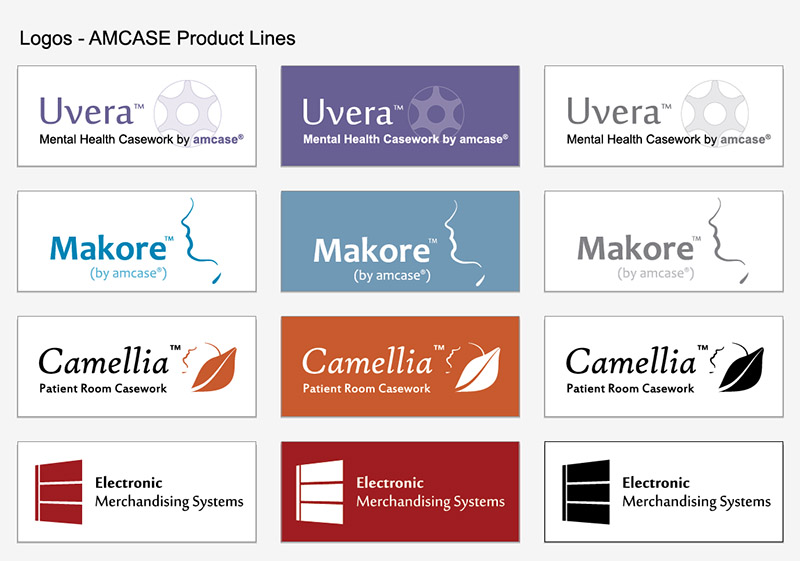 Logos - AMCASE Product Lines
Uvera™
Mental Health Casework by amcase®
Uvera™
Mental Health Casework by amcase®
Uvera™
Mental Health Casework by amcase®
Makore™
(by amcase®)
Makore™
(by amcase®)
Makore™
(by amcase®)
Camellia™
Patient Room Casework
Camellia™
Patient Room Casework
Camellia™
Patient Room Casework
Electronic
Merchandising Systems
Electronic
Merchandising Systems
Electronic
Merchandising Systems